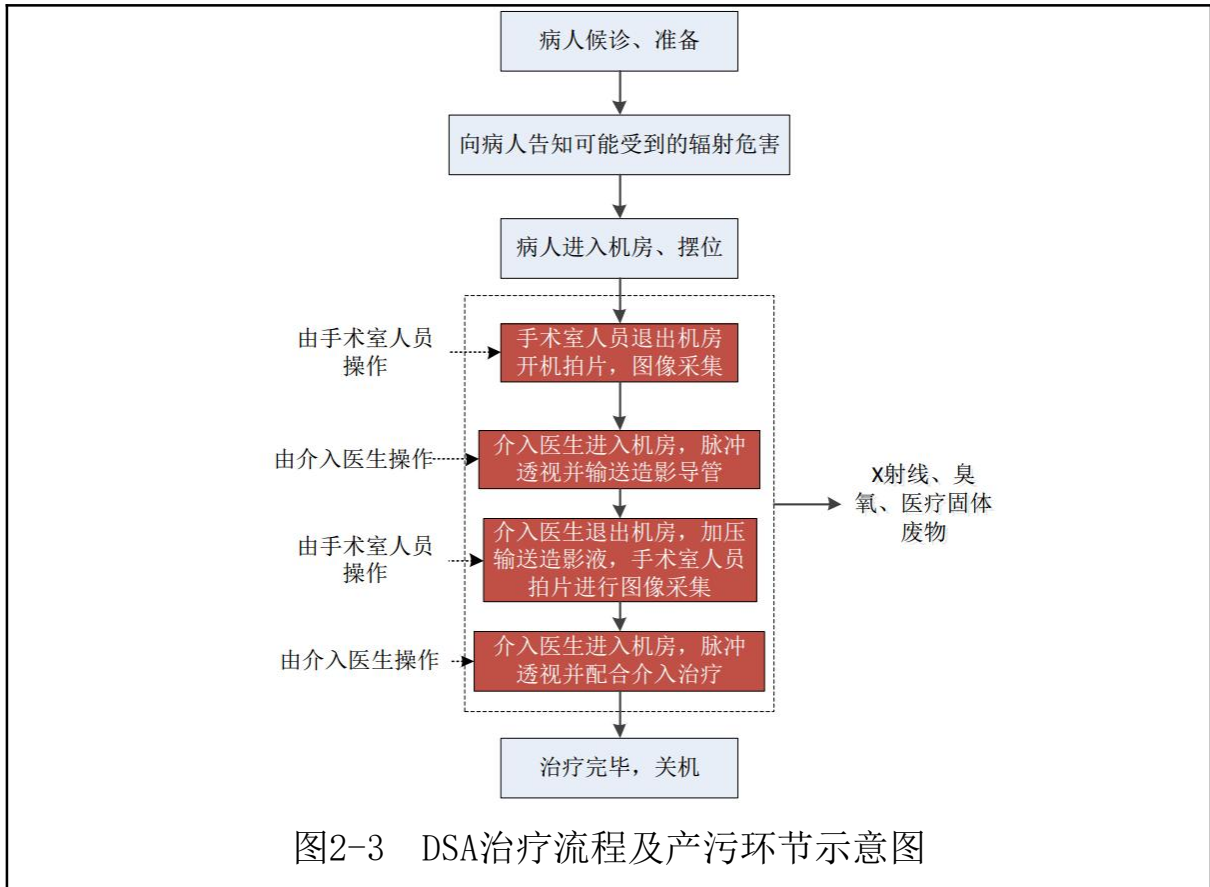 病人候诊、准备
向病人告知可能受到的辐射危害
病人进入机房、摆位
由手术室人员
操作
手术室人员退出机房
开机拍片，图像采集
由介入医生操作
介入医生进入机房，脉冲
透视并输送造影导管
由手术室人员
操作
介入医生退出机房，加压
输送造影液，手术室人员
拍片进行图像采集
由介入医生操作
介入医生进入机房，脉冲
透视并配合介入治疗
X射线、臭
氧、医疗固体
废物
治疗完毕，关机
图2-3 DSA治疗流程及产污环节示意图